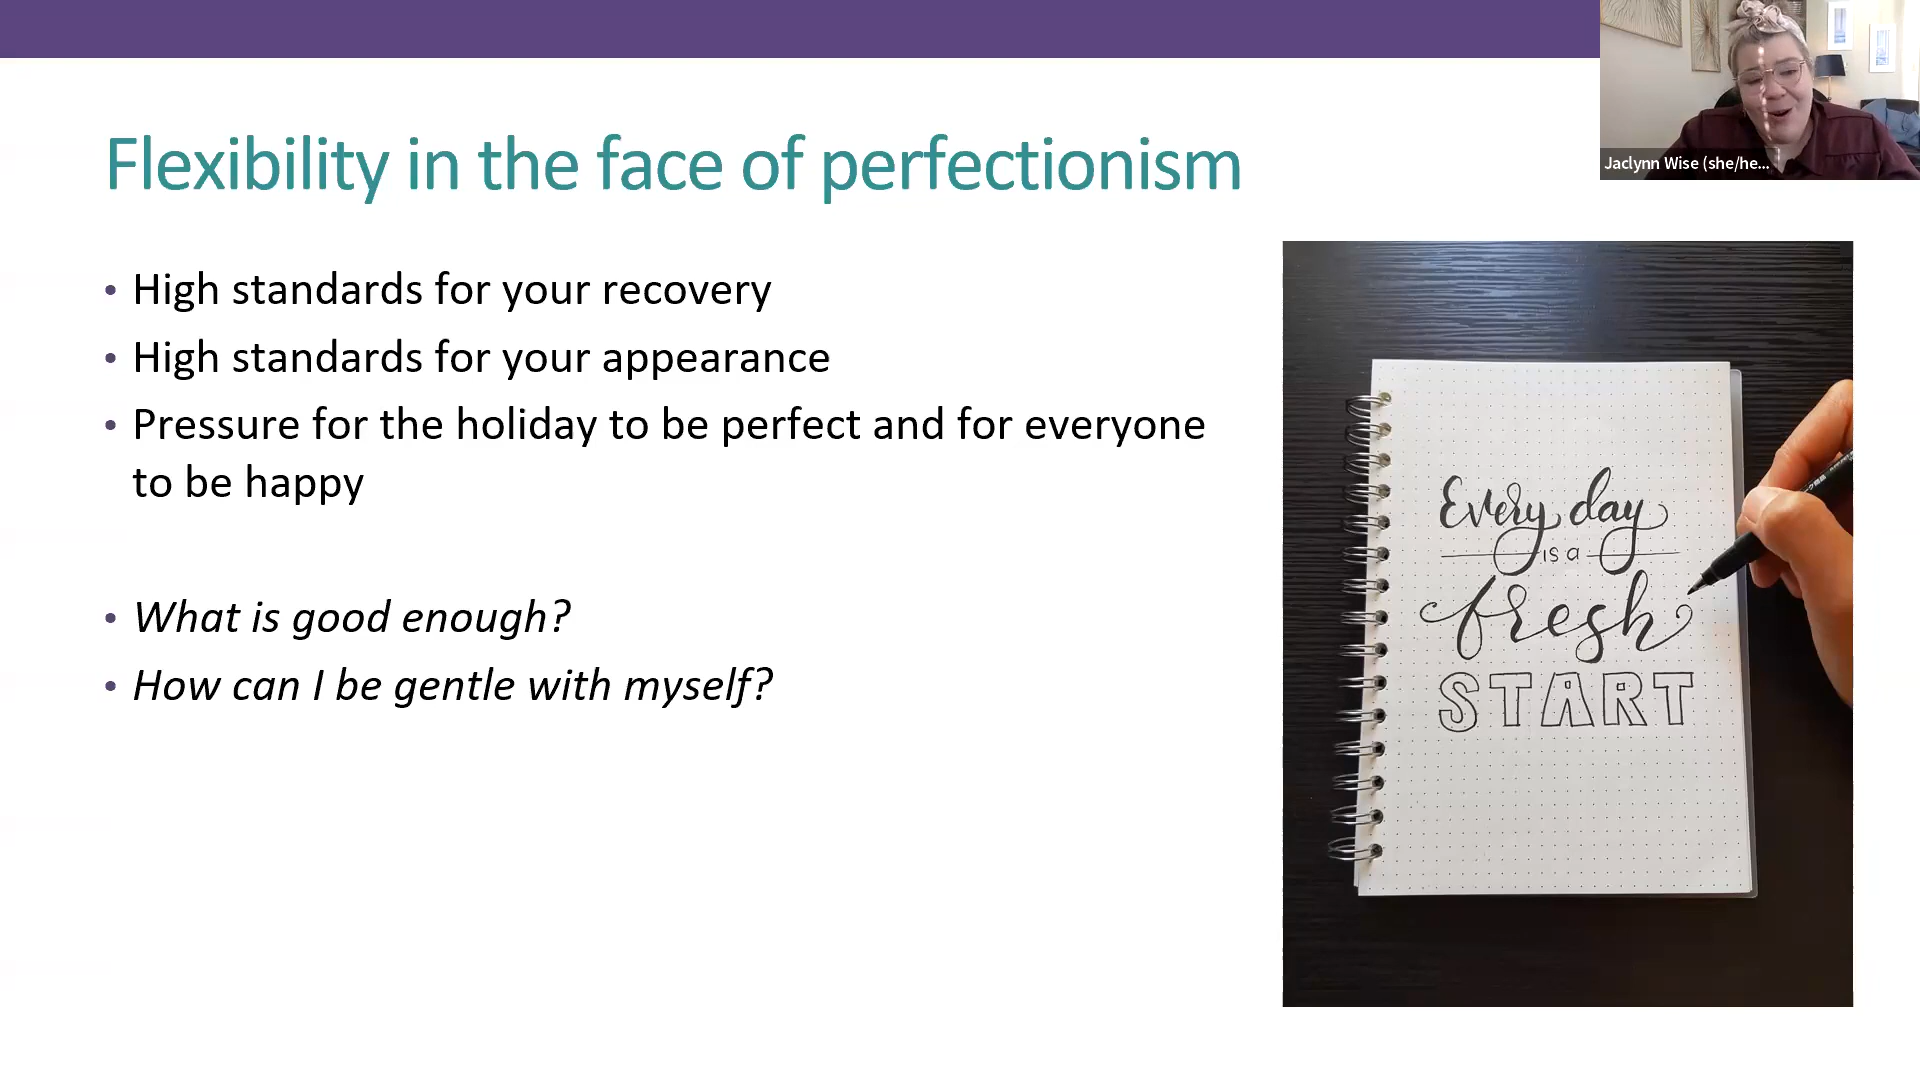 Flexibility in the face of perfectionism
• High standards for your recovery
• High standards for your appearance
• Pressure for the holiday to be perfect and for everyone
to be happy
• What is good enough?
• How can I be gentle with myself?
Jaclynn Wise (she/he...
Every day
is a
fresh
START